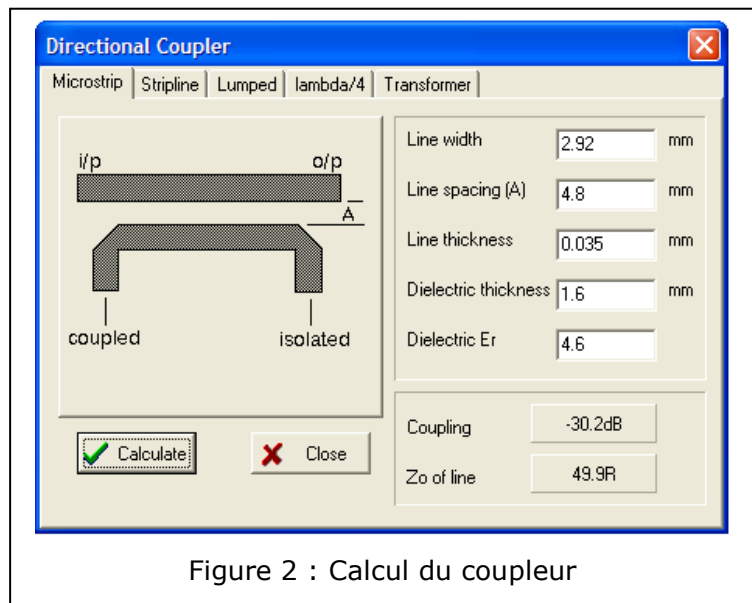 Directional Coupler
Microstrip Stripline Lumped lambda/4 Transformer
i/p o/p
A
coupled isolated
Line width 2.92 mm
Line spacing (A) 4.8 mm
Line thickness 0.035 mm
Dielectric thickness 1.6 mm
Dielectric Er 4.6
Calculate Close
Coupling -30.2dB
Zo of line 49.9R
Figure 2 : Calcul du coupleur